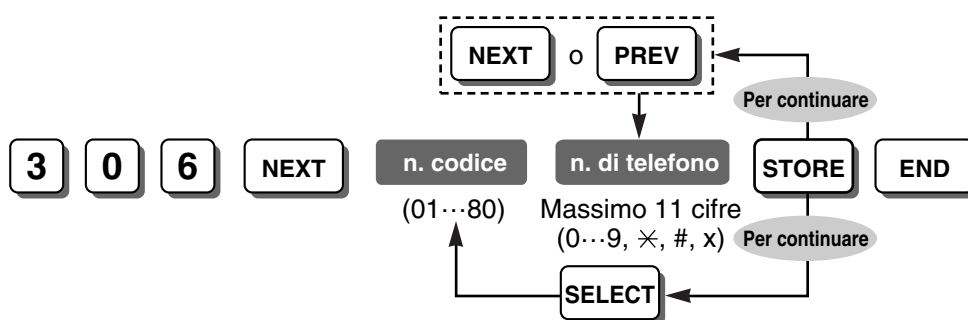 NEXT o PREV
Per continuare
3 0 6 NEXT n. codice n. di telefono STORE END
(01···80) Massimo 11 cifre
(0···9, ✳, #, x) Per continuare
SELECT